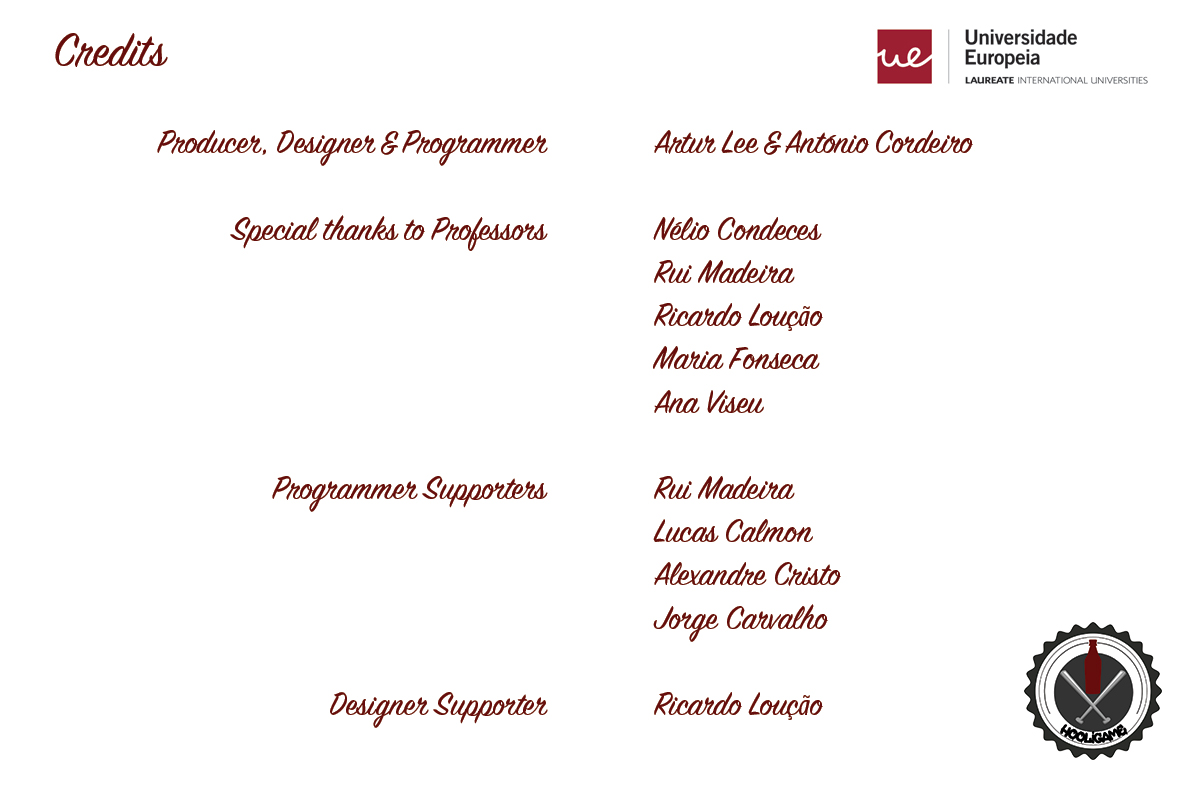 Credits
ue
Universidade
Europeia
LAUREATE INTERNATIONAL UNIVERSITIES
Producer, Designer & Programmer Artur Lee & António Cordeiro
Special thanks to Professors Nélio Condeces
Rui Madeira
Ricardo Loução
Maria Fonseca
Ana Viseu
Programmer Supporters Rui Madeira
Lucas Calmon
Alexandre Cristo
Jorge Carvalho
Designer Supporter Ricardo Loução
HOOLIGAME